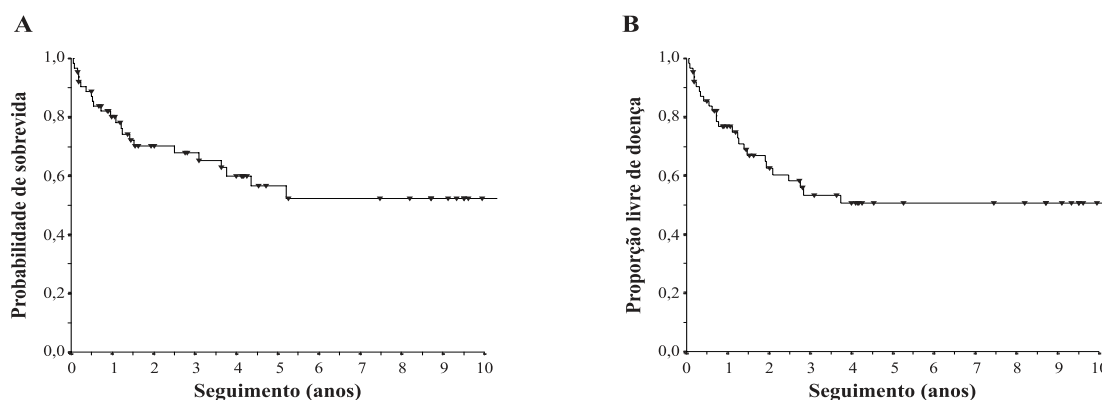 A
Probabilidade de sobrevida
1,0
0,8
0,6
0,4
0,2
0,0
0 1 2 3 4 5 6 7 8 9 10
Seguimento (anos)
B
Proporção livre de doença
1,0
0,8
0,6
0,4
0,2
0,0
0 1 2 3 4 5 6 7 8 9 10
Seguimento (anos)